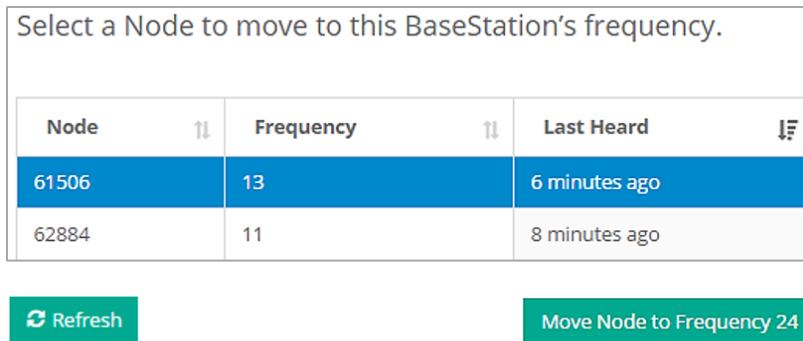 Select a Node to move to this BaseStation’s frequency.
Node Frequency Last Heard
61506 13 6 minutes ago
62884 11 8 minutes ago
Refresh Move Node to Frequency 24